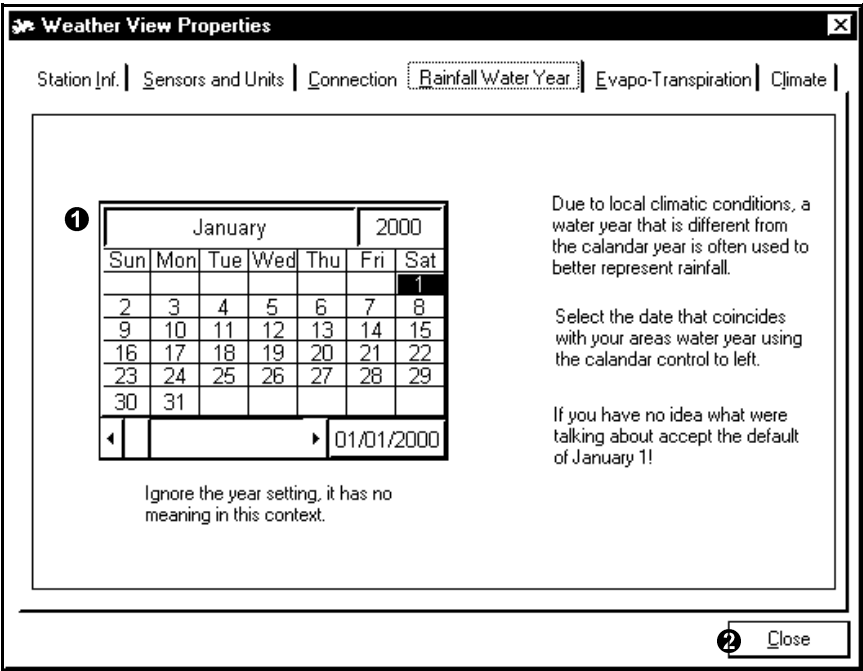 Weather View Properties
Station Inf. Sensors and Units Connection Rainfall Water Year Evapo-Transpiration Climate
1
January 2000
Sun Mon Tue Wed Thu Fri Sat
1
2 3 4 5 6 7 8
9 10 11 12 13 14 15
16 17 18 19 20 21 22
23 24 25 26 27 28 29
30 31
01/01/2000
Ignore the year setting, it has no
meaning in this context.
Due to local climatic conditions, a
water year that is different from
the calandar year is often used to
better represent rainfall.
Select the date that coincides
with your areas water year using
the calandar control to left.
If you have no idea what were
talking about accept the default
of January 1!
2 Close